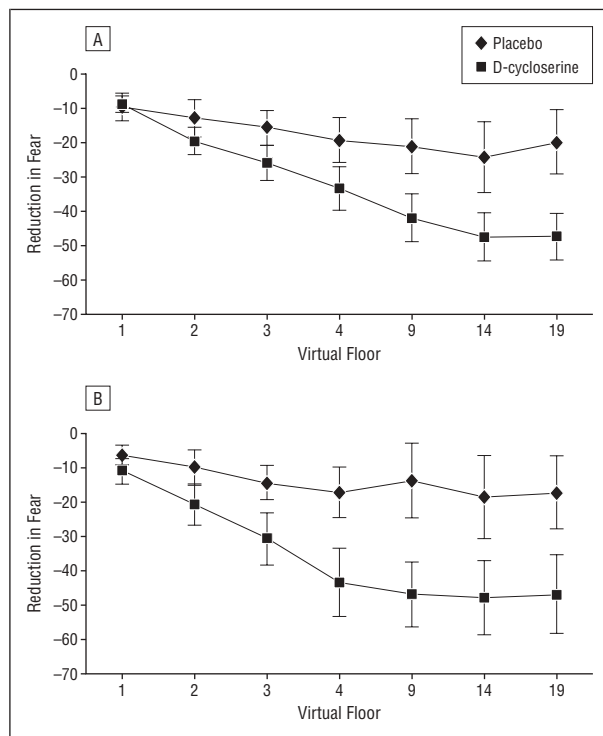 A
Placebo
D-cycloserine
0
–10
–20
–30
–40
–50
–60
–70
Reduction in Fear
1 2 3 4 9 14 19
Virtual Floor
B
0
–10
–20
–30
–40
–50
–60
–70
Reduction in Fear
1 2 3 4 9 14 19
Virtual Floor